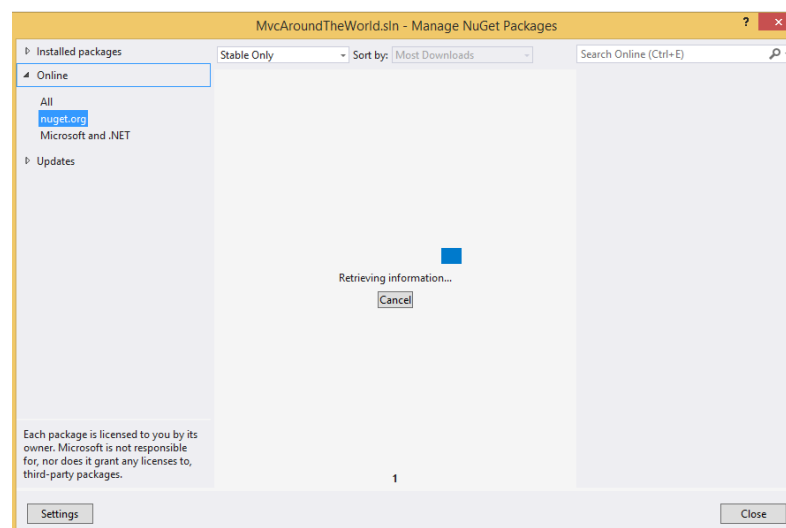 MvcAroundTheWorld.sln - Manage NuGet Packages
? ×
Installed packages
Online
All
nuget.org
Microsoft and .NET
Updates
Stable Only
Sort by: Most Downloads
Search Online (Ctrl+E)
Retrieving information...
Cancel
Each package is licensed to you by its
owner. Microsoft is not responsible
for, nor does it grant any licenses to,
third-party packages.
1
Settings
Close